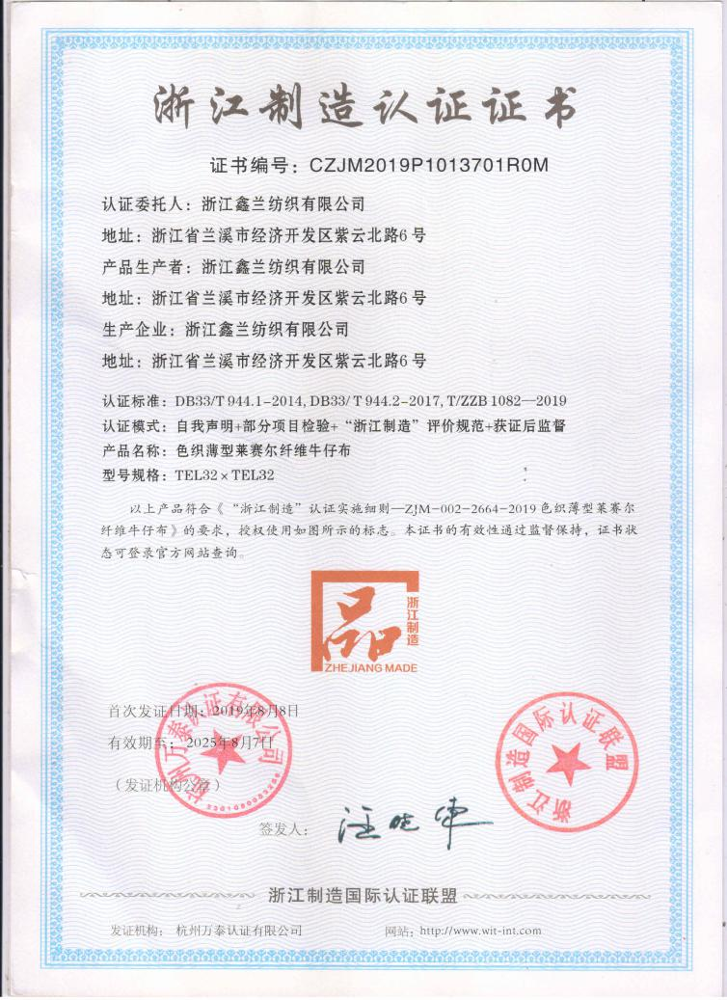 浙江制造认证证书
证书编号：CZJM2019P1013701R0M
认证委托人：浙江鑫兰纺织有限公司
地址：浙江省兰溪市经济开发区紫云北路6号
产品生产者：浙江鑫兰纺织有限公司
地址：浙江省兰溪市经济开发区紫云北路6号
生产企业：浙江鑫兰纺织有限公司
地址：浙江省兰溪市经济开发区紫云北路6号
认证标准：DB33/T 944.1-2014, DB33/ T 944.2-2017, T/ZZB 1082—2019
认证模式：自我声明+部分项目检验+“浙江制造”评价规范+获证后监督
产品名称：色织薄型莱赛尔纤维牛仔布
型号规格：TEL32×TEL32
以上产品符合《“浙江制造”认证实施细则—ZJM-002-2664-2019 色织薄型莱赛尔
纤维牛仔布》的要求，授权使用如图所示的标志。本证书的有效性通过监督保持，证书状
态可登录官方网站查询。
品
浙江制造
ZHEJIANG MADE
首次发证日期：2019年8月8日
有效期至：2025年8月7日
（发证机构公章）
杭州万泰认证有限公司
浙江制造国际认证联盟
签发人：
浙江制造国际认证联盟
发证机构：杭州万泰认证有限公司
网站：http://www.wit-int.com